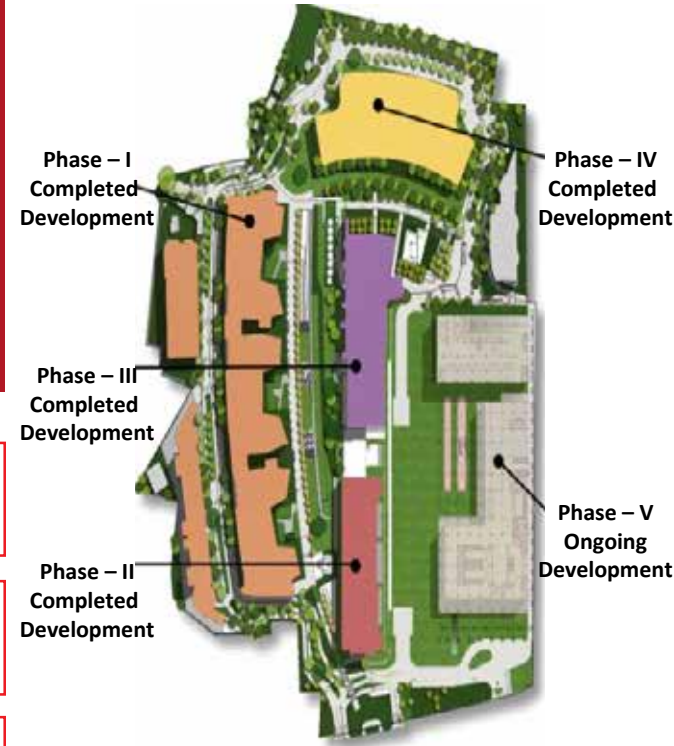 Phase – I
Completed
Development
Phase – IV
Completed
Development
Phase – III
Completed
Development
Phase – V
Ongoing
Development
Phase – II
Completed
Development